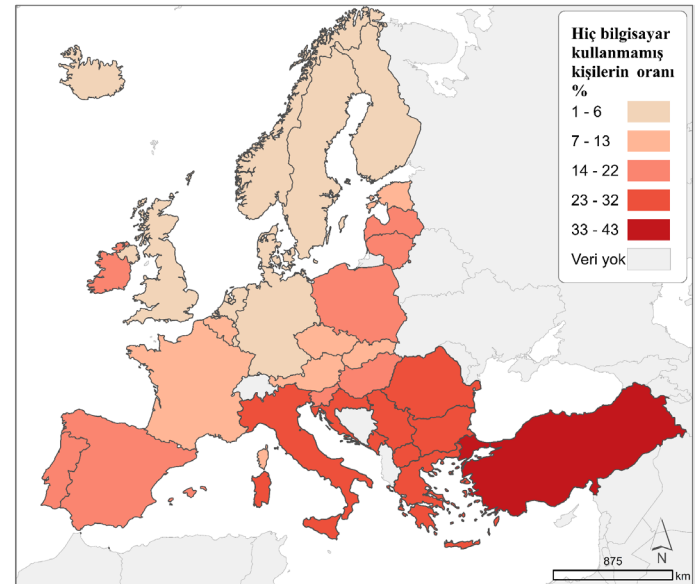 Hiç bilgisayar
kullanmamış
kişilerin oranı
%
1 - 6
7 - 13
14 - 22
23 - 32
33 - 43
Veri yok
N
875
km